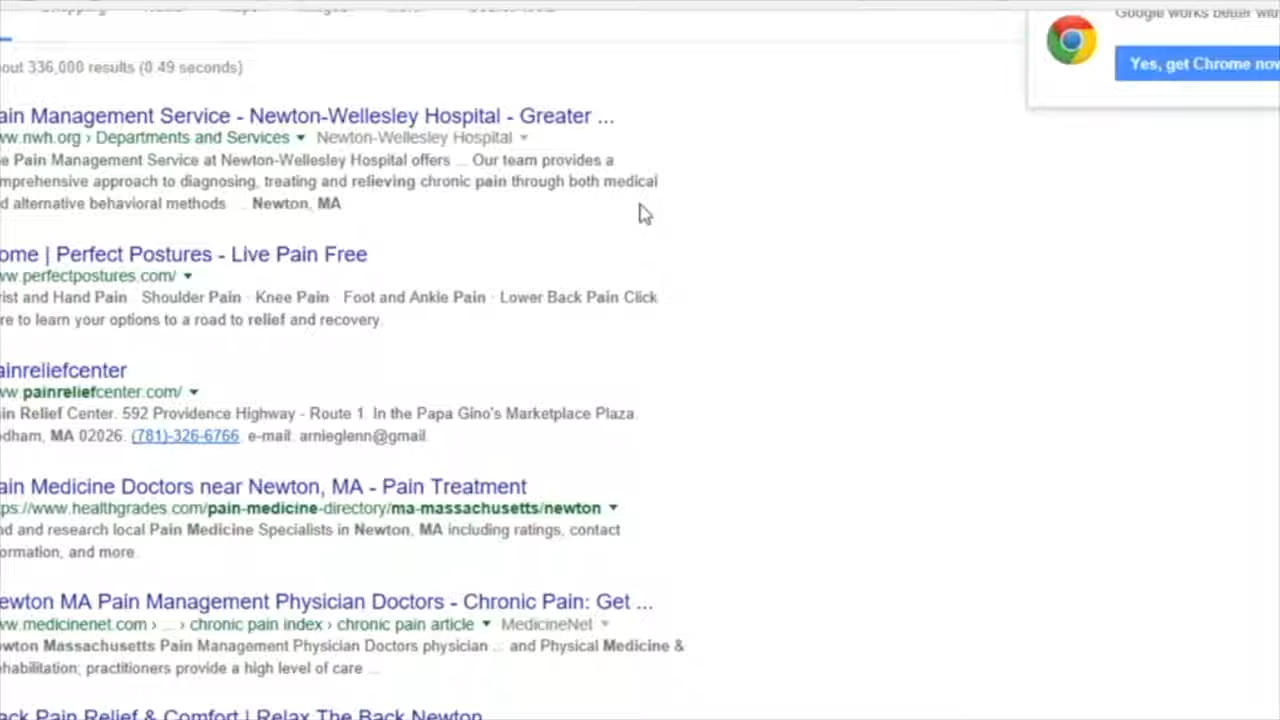 Google works better with
Yes, get Chrome now
out 336,000 results (0.49 seconds)
ain Management Service - Newton-Wellesley Hospital - Greater ...
ww.nwh.org › Departments and Services Newton-Wellesley Hospital
e Pain Management Service at Newton-Wellesley Hospital offers ... Our team provides a
mprehensive approach to diagnosing, treating and relieving chronic pain through both medical
d alternative behavioral methods ... Newton, MA
ome | Perfect Postures - Live Pain Free
ww.perfectpostures.com/
rist and Hand Pain · Shoulder Pain · Knee Pain · Foot and Ankle Pain · Lower Back Pain Click
re to learn your options to a road to relief and recovery.
ainreliefcenter
ww.painreliefcenter.com/
in Relief Center. 592 Providence Highway - Route 1. In the Papa Gino's Marketplace Plaza.
dham, MA 02026. (781)-326-6766. e-mail. arnieglenn@gmail.
ain Medicine Doctors near Newton, MA - Pain Treatment
ps://www.healthgrades.com/pain-medicine-directory/ma-massachusetts/newton
d and research local Pain Medicine Specialists in Newton, MA including ratings, contact
ormation, and more.
ewton MA Pain Management Physician Doctors - Chronic Pain: Get ...
ww.medicinenet.com › ... › chronic pain index › chronic pain article MedicineNet
wton Massachusetts Pain Management Physician Doctors physician ... and Physical Medicine &
habilitation; practitioners provide a high level of care ...
ack Pain Relief & Comfort | Relax The Back Newton